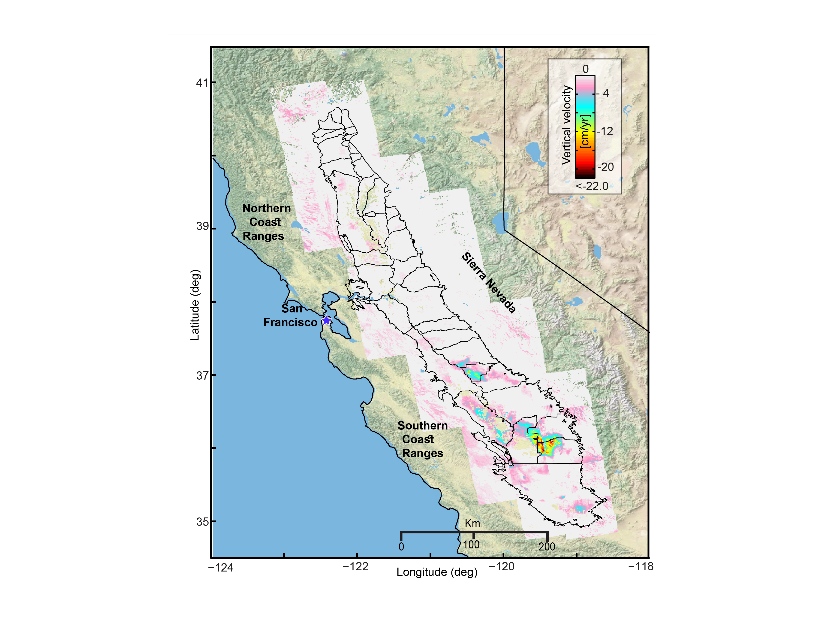 41
39
37
35
Latitude (deg)
−124
−122
−120
−118
Longitude (deg)
Northern
Coast
Ranges
San
Francisco
Sierra Nevada
Southern
Coast
Ranges
Km
0
100
200
0
4
-12
-20
<-22.0
Vertical velocity
[cm/yr]